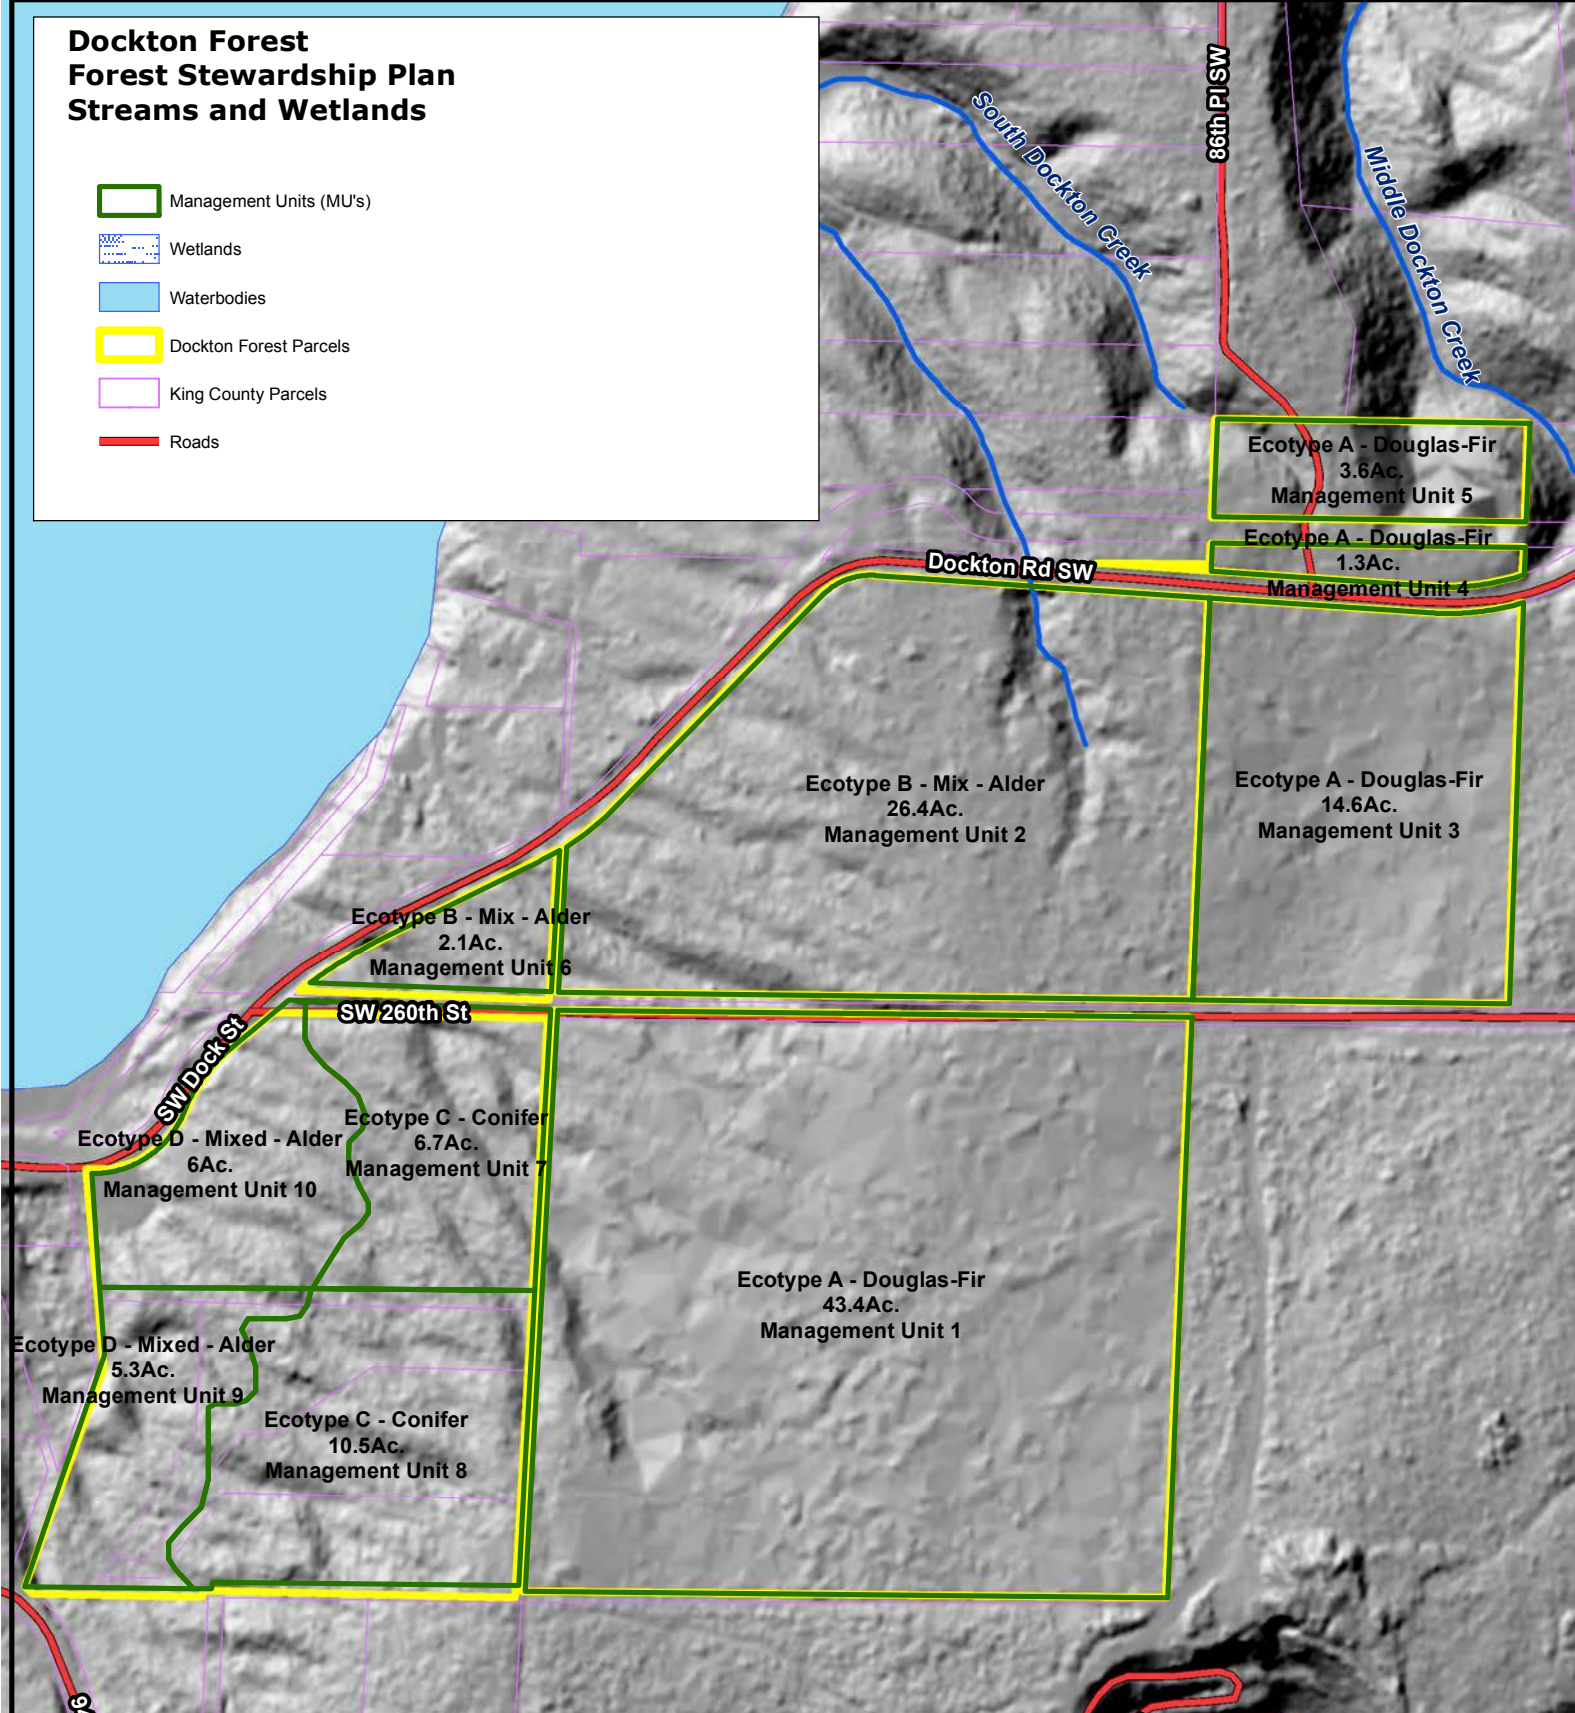 Dockton Forest
Forest Stewardship Plan
Streams and Wetlands
Management Units (MU's)
Wetlands
Waterbodies
Dockton Forest Parcels
King County Parcels
Roads
South Dockton Creek
86th Pl SW
Middle Dockton Creek
Ecotype A - Douglas-Fir
3.6Ac.
Management Unit 5
Ecotype A - Douglas-Fir
1.3Ac.
Management Unit 4
Dockton Rd SW
Ecotype B - Mix - Alder
26.4Ac.
Management Unit 2
Ecotype A - Douglas-Fir
14.6Ac.
Management Unit 3
Ecotype B - Mix - Alder
2.1Ac.
Management Unit 6
SW 260th St
SW Dock St
Ecotype C - Conifer
6.7Ac.
Management Unit 7
Ecotype D - Mixed - Alder
6Ac.
Management Unit 10
Ecotype A - Douglas-Fir
43.4Ac.
Management Unit 1
Ecotype D - Mixed - Alder
5.3Ac.
Management Unit 9
Ecotype C - Conifer
10.5Ac.
Management Unit 8